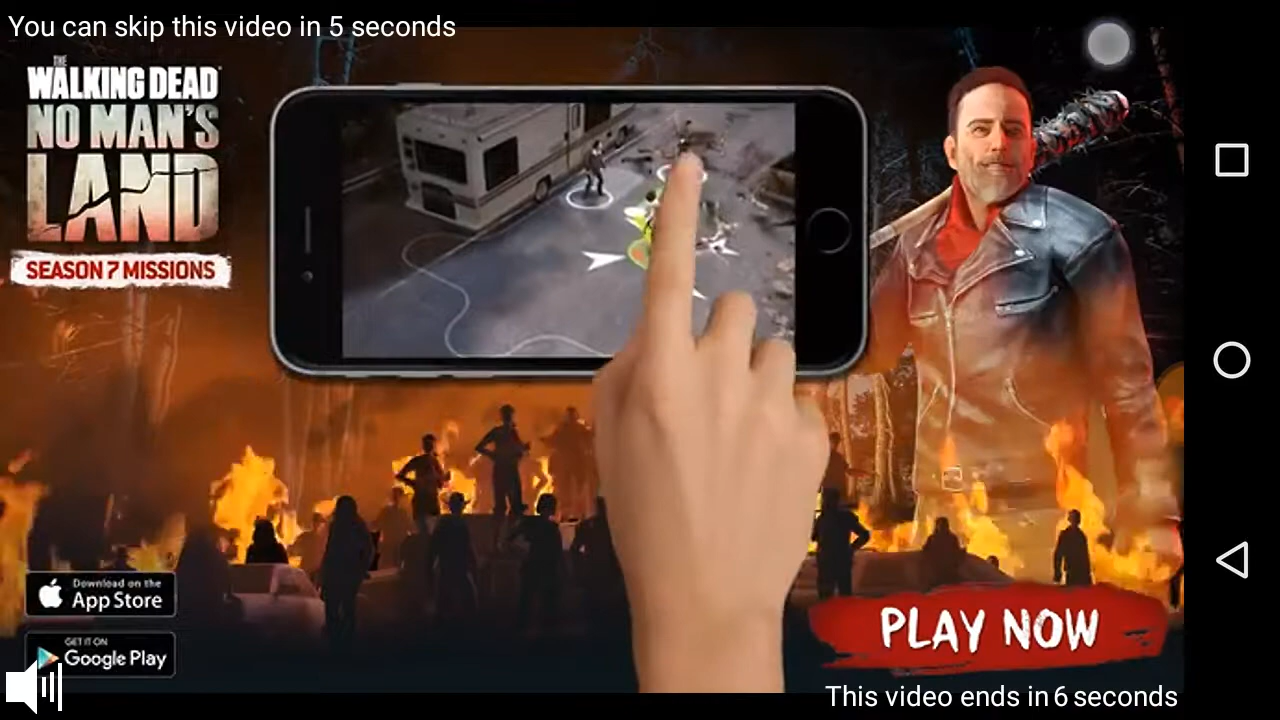 You can skip this video in 5 seconds
THE
WALKING DEAD
NO MAN'S
LAND
SEASON 7 MISSIONS
Download on the
App Store
GET IT ON
Google Play
PLAY NOW
This video ends in 6 seconds